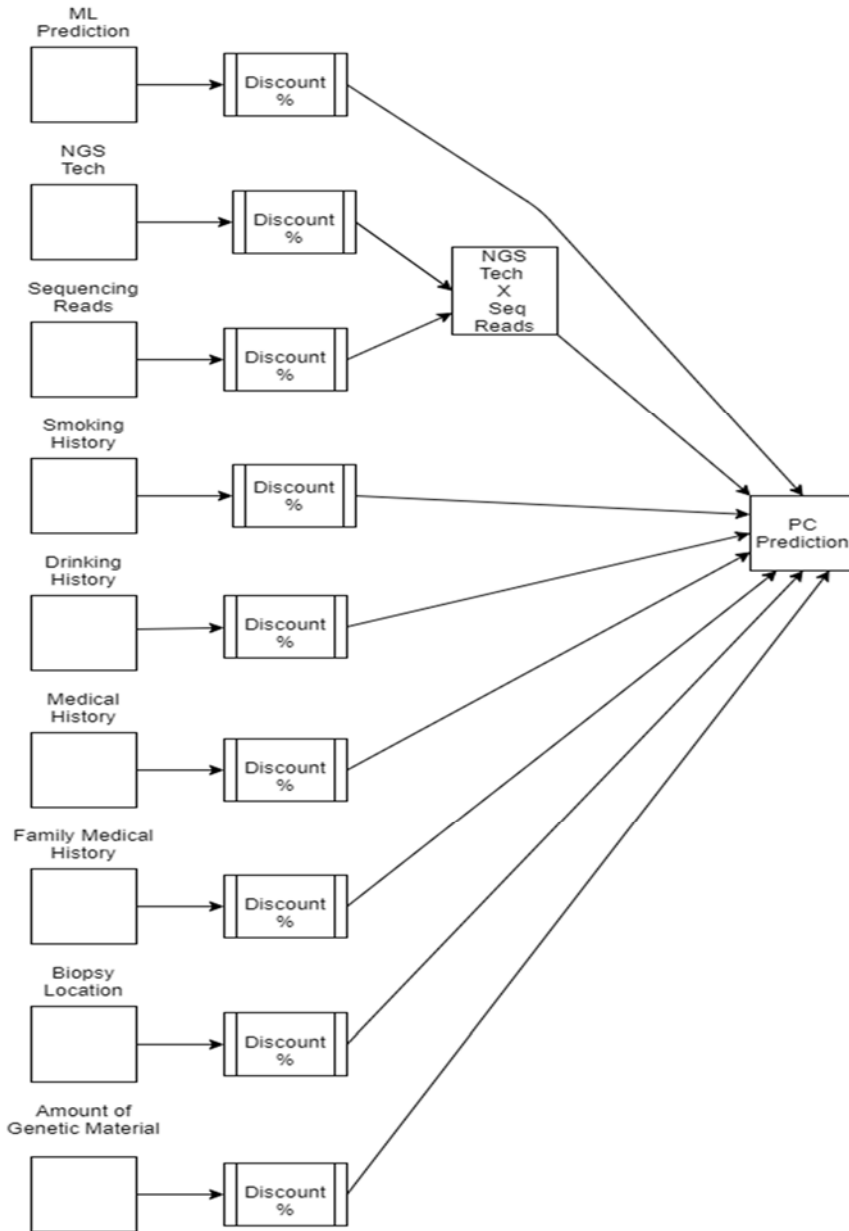 ML
Prediction
Discount
%
NGS
Tech
Discount
%
NGS
Tech
X
Seq
Reads
Sequencing
Reads
Discount
%
Smoking
History
Discount
%
PC
Prediction
Drinking
History
Discount
%
Medical
History
Discount
%
Family Medical
History
Discount
%
Biopsy
Location
Discount
%
Amount of
Genetic Material
Discount
%